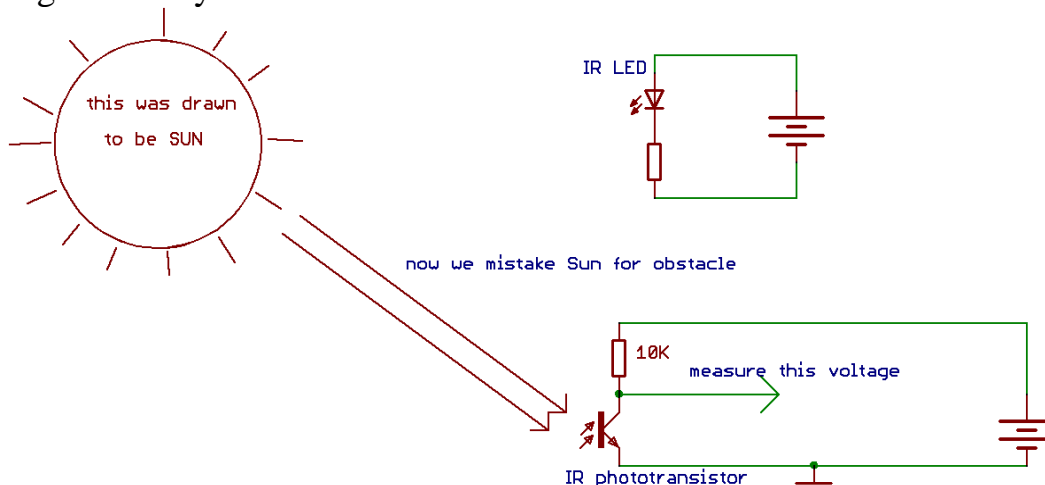 this was drawn
to be SUN
IR LED
now we mistake Sun for obstacle
10K
measure this voltage
IR phototransistor